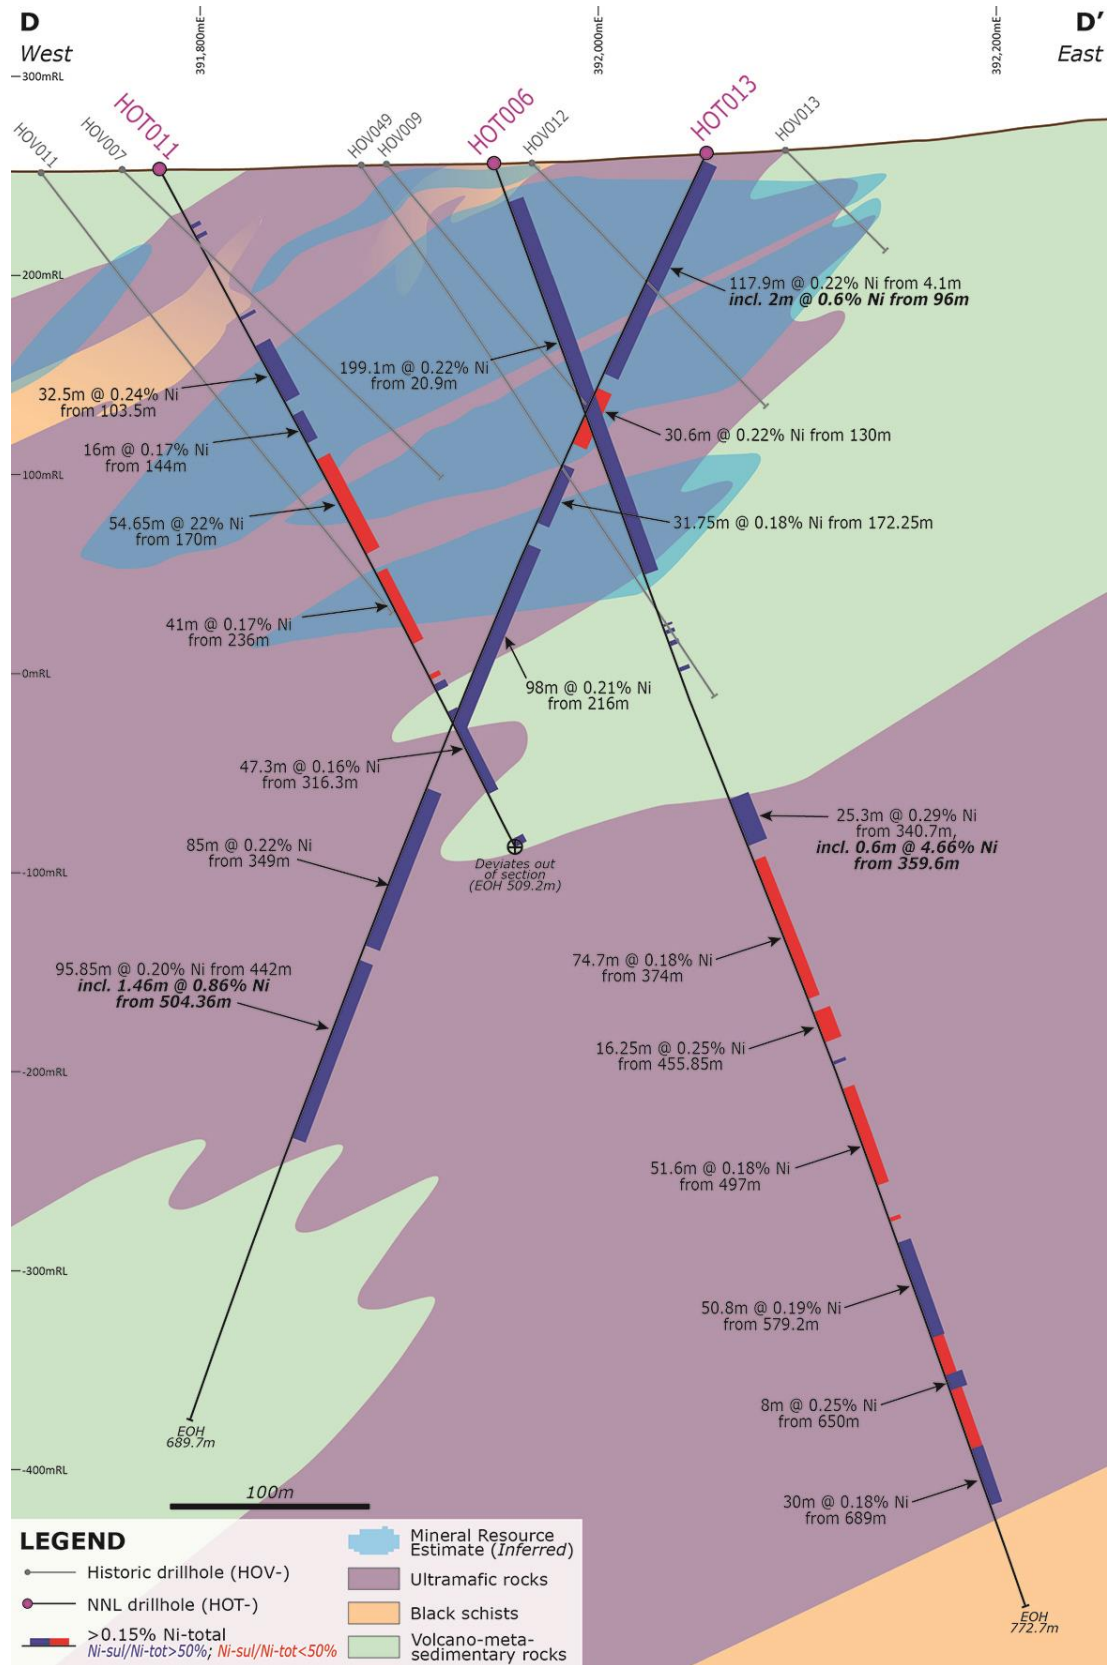 D
West
D’
East
391,800mE
392,000mE
392,200mE
300mRL
HOV011
HOV007
HOT011
HOV049
HOV009
HOT006
HOV012
HOT013
HOV013
200mRL
117.9m @ 0.22% Ni from 4.1m
incl. 2m @ 0.6% Ni from 96m
199.1m @ 0.22% Ni
from 20.9m
32.5m @ 0.24% Ni
from 103.5m
30.6m @ 0.22% Ni from 130m
16m @ 0.17% Ni
from 144m
100mRL
54.65m @ 22% Ni
from 170m
31.75m @ 0.18% Ni from 172.25m
41m @ 0.17% Ni
from 236m
0mRL
98m @ 0.21% Ni
from 216m
47.3m @ 0.16% Ni
from 316.3m
25.3m @ 0.29% Ni
from 340.7m,
incl. 0.6m @ 4.66% Ni
from 359.6m
85m @ 0.22% Ni
from 349m
-100mRL
Deviates out
of section
(EOH 509.2m)
74.7m @ 0.18% Ni
from 374m
95.85m @ 0.20% Ni from 442m
incl. 1.46m @ 0.86% Ni
from 504.36m
16.25m @ 0.25% Ni
from 455.85m
-200mRL
51.6m @ 0.18% Ni
from 497m
-300mRL
50.8m @ 0.19% Ni
from 579.2m
8m @ 0.25% Ni
from 650m
EOH
689.7m
-400mRL
100m
30m @ 0.18% Ni
from 689m
EOH
772.7m
LEGEND
Historic drillhole (HOV-)
NNL drillhole (HOT-)
>0.15% Ni-total
Ni-sul/Ni-tot>50%; Ni-sul/Ni-tot<50%
Mineral Resource
Estimate (Inferred)
Ultramafic rocks
Black schists
Volcano-meta-
sedimentary rocks